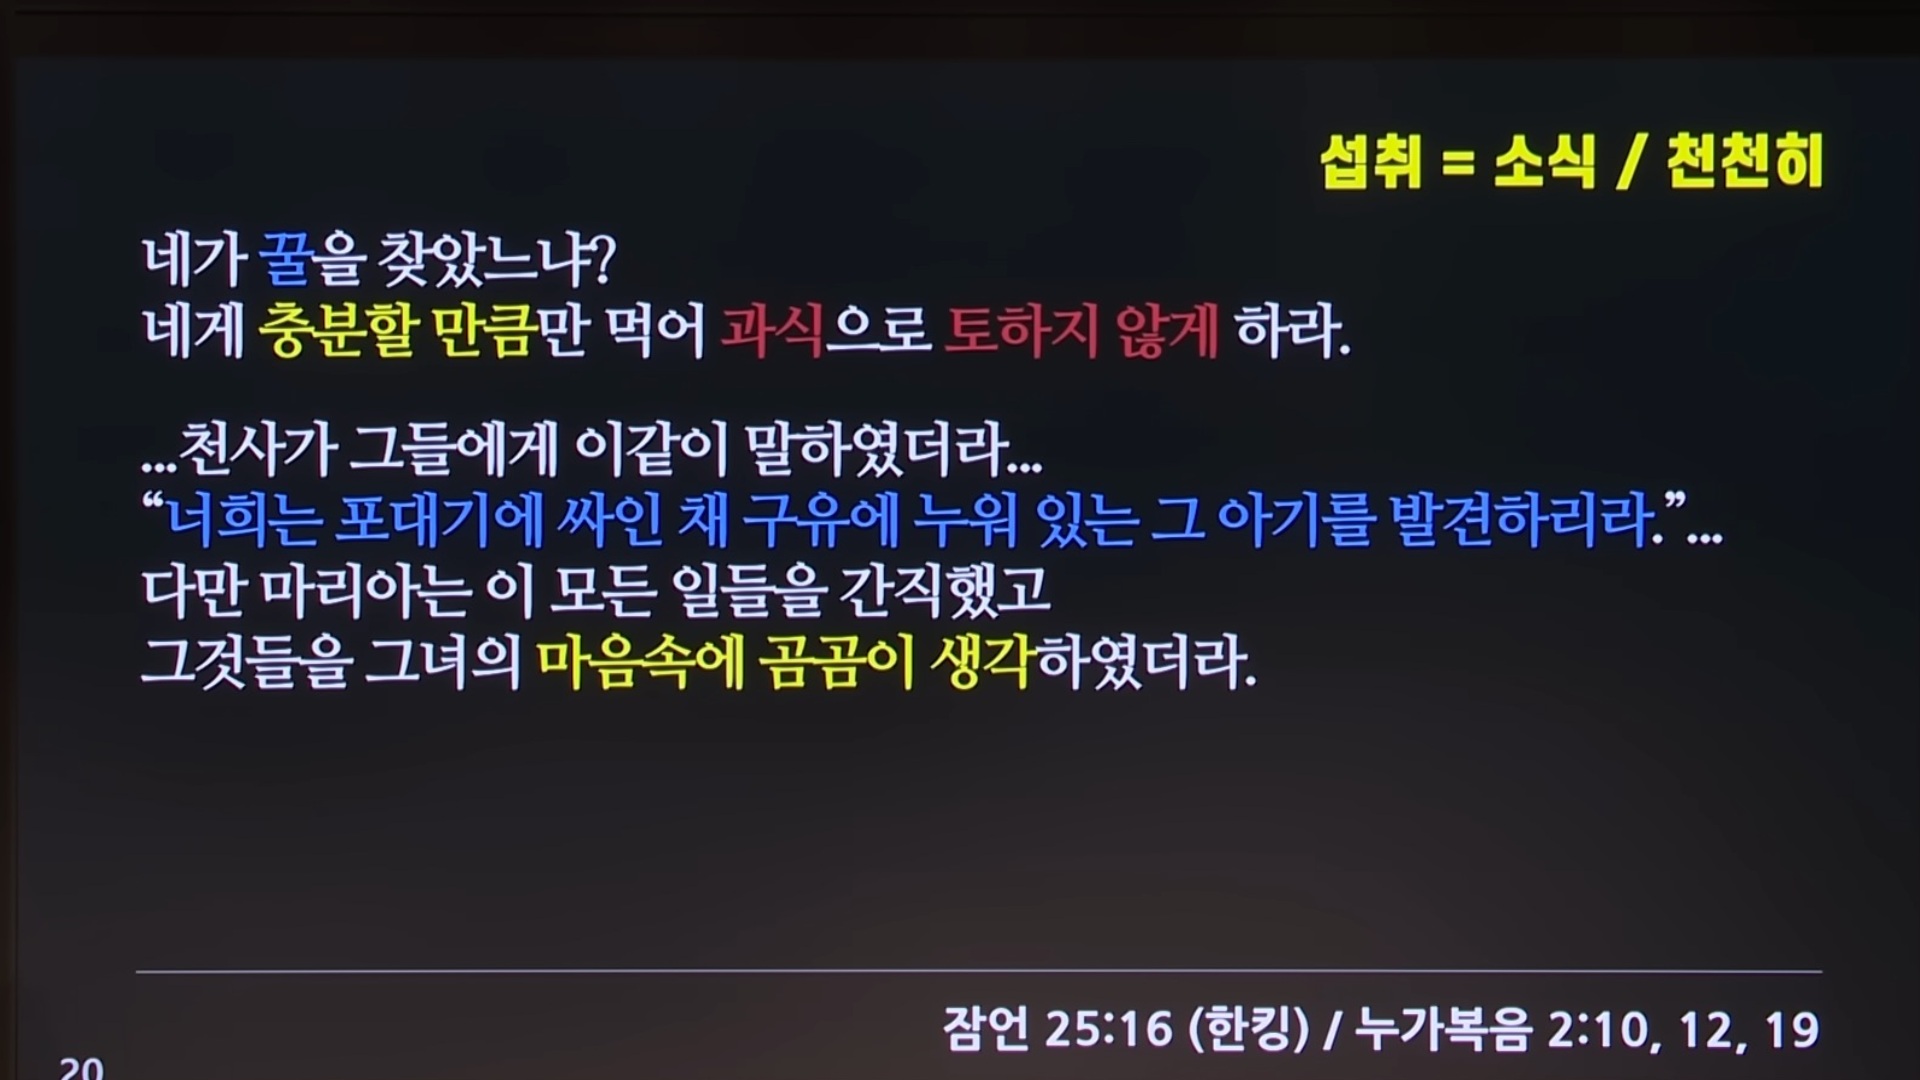 섭취 = 소식 / 천천히
네가 꿀을 찾았느냐?
네게 충분할 만큼만 먹어 과식으로 토하지 않게 하라.
...천사가 그들에게 이같이 말하였더라...
“너희는 포대기에 싸인 채 구유에 누워 있는 그 아기를 발견하리라.”...
다만 마리아는 이 모든 일들을 간직했고
그것들을 그녀의 마음속에 곰곰이 생각하였더라.
잠언 25:16 (한킹) / 누가복음 2:10, 12, 19
20